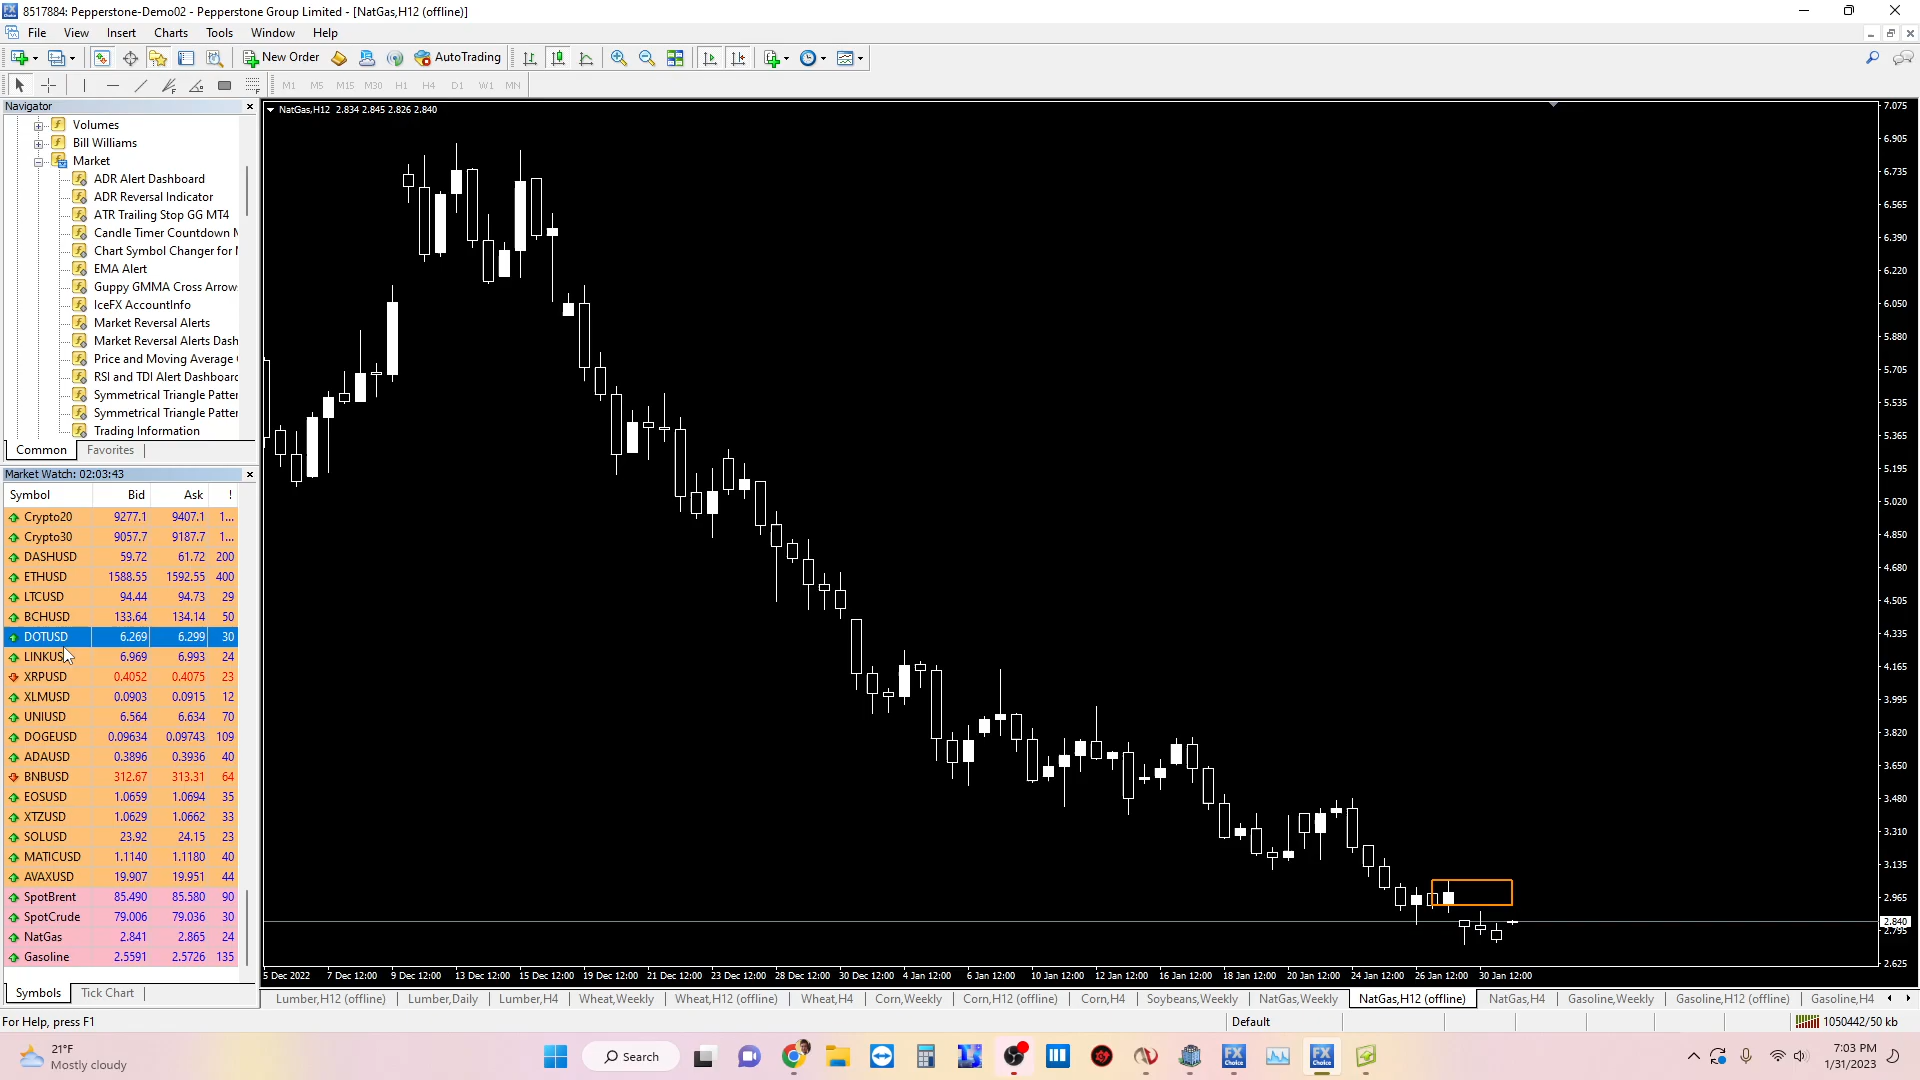 8517884: Pepperstone-Demo02 - Pepperstone Group Limited - [NatGas,H12 (offline)]
File View Insert Charts Tools Window Help
New Order AutoTrading
M1 M5 M15 M30 H1 H4 D1 W1 MN
Navigator
Volumes
Bill Williams
Market
ADR Alert Dashboard
ADR Reversal Indicator
ATR Trailing Stop GG MT4
Candle Timer Countdown
Chart Symbol Changer for
EMA Alert
Guppy GMMA Cross Arrow
IceFX AccountInfo
Market Reversal Alerts
Market Reversal Alerts Dash
Price and Moving Average
RSI and TDI Alert Dashboard
Symmetrical Triangle Patter
Symmetrical Triangle Patter
Trading Information
Common Favorites
Market Watch: 02:03:43
Symbol Bid Ask !
Crypto20 9277.1 9407.1 1...
Crypto30 9057.7 9187.7 1...
DASHUSD 59.72 61.72 200
ETHUSD 1588.55 1592.55 400
LTCUSD 94.44 94.73 29
BCHUSD 133.64 134.14 50
DOTUSD 6.269 6.299 30
LINKUS 6.969 6.993 24
XRPUSD 0.4052 0.4075 23
XLMUSD 0.0903 0.0915 12
UNIUSD 6.564 6.634 70
DOGEUSD 0.09634 0.09743 109
ADAUSD 0.3896 0.3936 40
BNBUSD 312.67 313.31 64
EOSUSD 1.0659 1.0694 35
XTZUSD 1.0629 1.0662 33
SOLUSD 23.92 24.15 23
MATICUSD 1.1140 1.1180 40
AVAXUSD 19.907 19.951 44
SpotBrent 85.490 85.580 90
SpotCrude 79.006 79.036 30
NatGas 2.841 2.865 24
Gasoline 2.5591 2.5726 135
Symbols Tick Chart
NatGas,H12 2.834 2.845 2.826 2.840
7.075
6.905
6.735
6.565
6.390
6.220
6.050
5.880
5.705
5.535
5.365
5.195
5.020
4.850
4.680
4.505
4.335
4.165
3.995
3.820
3.650
3.480
3.310
3.135
2.965
2.840
2.795
2.625
5 Dec 2022 7 Dec 12:00 9 Dec 12:00 13 Dec 12:00 15 Dec 12:00 19 Dec 12:00 21 Dec 12:00 23 Dec 12:00 28 Dec 12:00 30 Dec 12:00 4 Jan 12:00 6 Jan 12:00 10 Jan 12:00 12 Jan 12:00 16 Jan 12:00 18 Jan 12:00 20 Jan 12:00 24 Jan 12:00 26 Jan 12:00 30 Jan 12:00
Lumber,H12 (offline) Lumber,Daily Lumber,H4 Wheat,Weekly Wheat,H12 (offline) Wheat,H4 Corn,Weekly Corn,H12 (offline) Corn,H4 Soybeans,Weekly NatGas,Weekly NatGas,H12 (offline) NatGas,H4 Gasoline,Weekly Gasoline,H12 (offline) Gasoline,H4
For Help, press F1 Default 1050442/50 kb
21°F
Mostly cloudy
Search
FX Choice
FX Choice
7:03 PM
1/31/2023